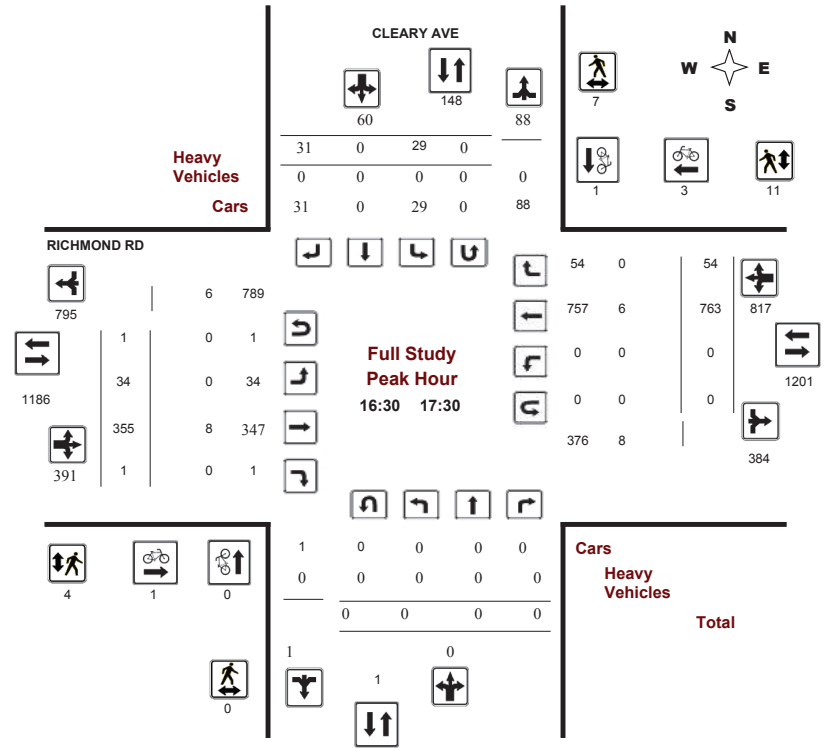 CLEARY AVE
N
W E
S
148
60
88
7
31 0 29 0
Heavy
Vehicles
0 0 0 0 0
1 3 11
Cars
31 0 29 0 88
RICHMOND RD
54 0 54
795
6 789
757 6 763 817
1 0 1
Full Study
0 0 0
1186
34 0 34
Peak Hour
1201
16:30 17:30
0 0 0
355 8 347
376 8
384
391
1 0 1
1 0 0 0 0
Cars
0 0 0 0 0
Heavy
Vehicles
4 1 0
0 0 0 0
Total
1 0
1
0